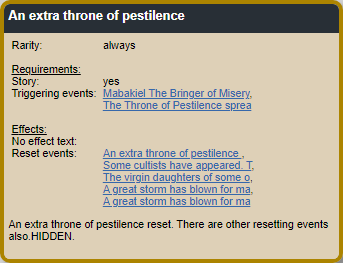 An extra throne of pestilence
Rarity: always
Requirements:
Story: yes
Triggering events: Mabakiel The Bringer of Misery,
The Throne of Pestilence sprea
Effects:
No effect text:
Reset events: An extra throne of pestilence ,
Some cultists have appeared. T,
The virgin daughters of some o,
A great storm has blown for ma,
A great storm has blown for ma
An extra throne of pestilence reset. There are other resetting events
also.HIDDEN.